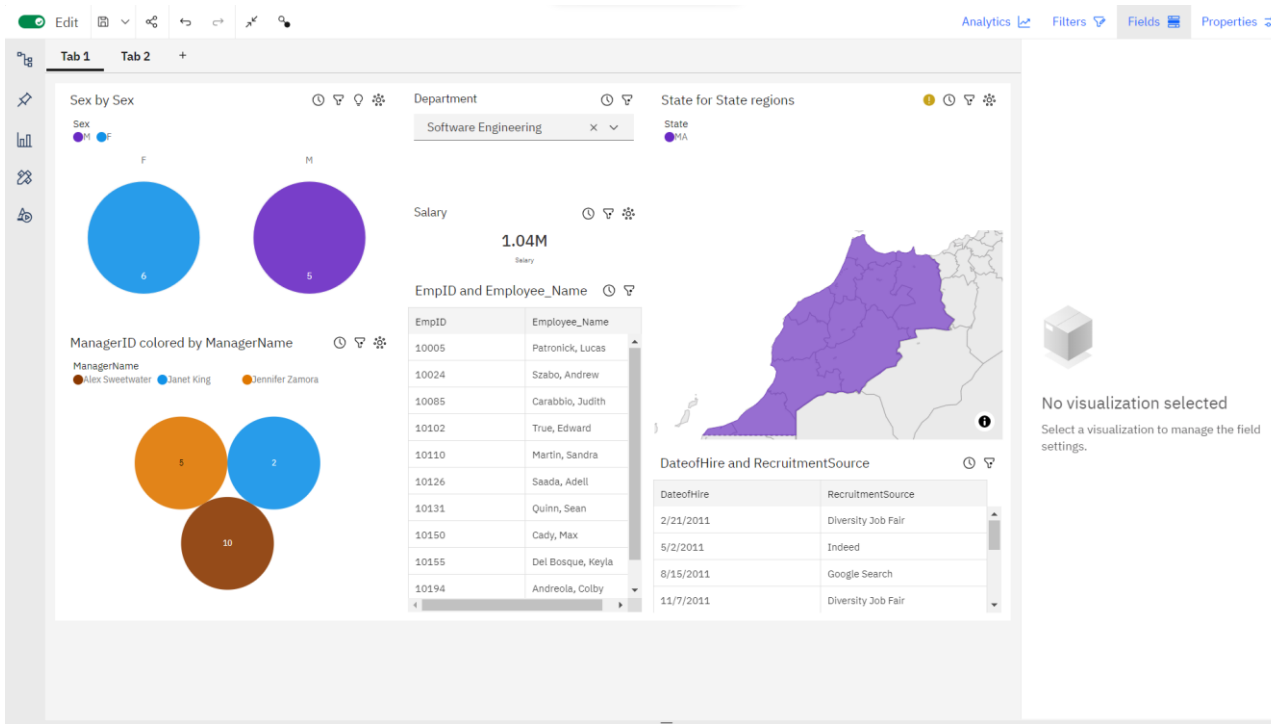 Edit
Analytics
Filters
Fields
Properties
Tab 1
Tab 2
+
Sex by Sex
Sex
M
F
F
M
6
5
ManagerID colored by ManagerName
ManagerName
Alex Sweetwater
Janet King
Jennifer Zamora
5
2
10
Department
Software Engineering
Salary
1.04M
Salary
EmpID and Employee_Name
EmpID Employee_Name
10005 Patronick, Lucas
10024 Szabo, Andrew
10085 Carabbio, Judith
10102 True, Edward
10110 Martin, Sandra
10126 Saada, Adell
10131 Quinn, Sean
10150 Cady, Max
10155 Del Bosque, Keyla
10194 Andreola, Colby
State for State regions
State
MA
DateofHire and RecruitmentSource
DateofHire RecruitmentSource
2/21/2011 Diversity Job Fair
5/2/2011 Indeed
8/15/2011 Google Search
11/7/2011 Diversity Job Fair
No visualization selected
Select a visualization to manage the field
settings.